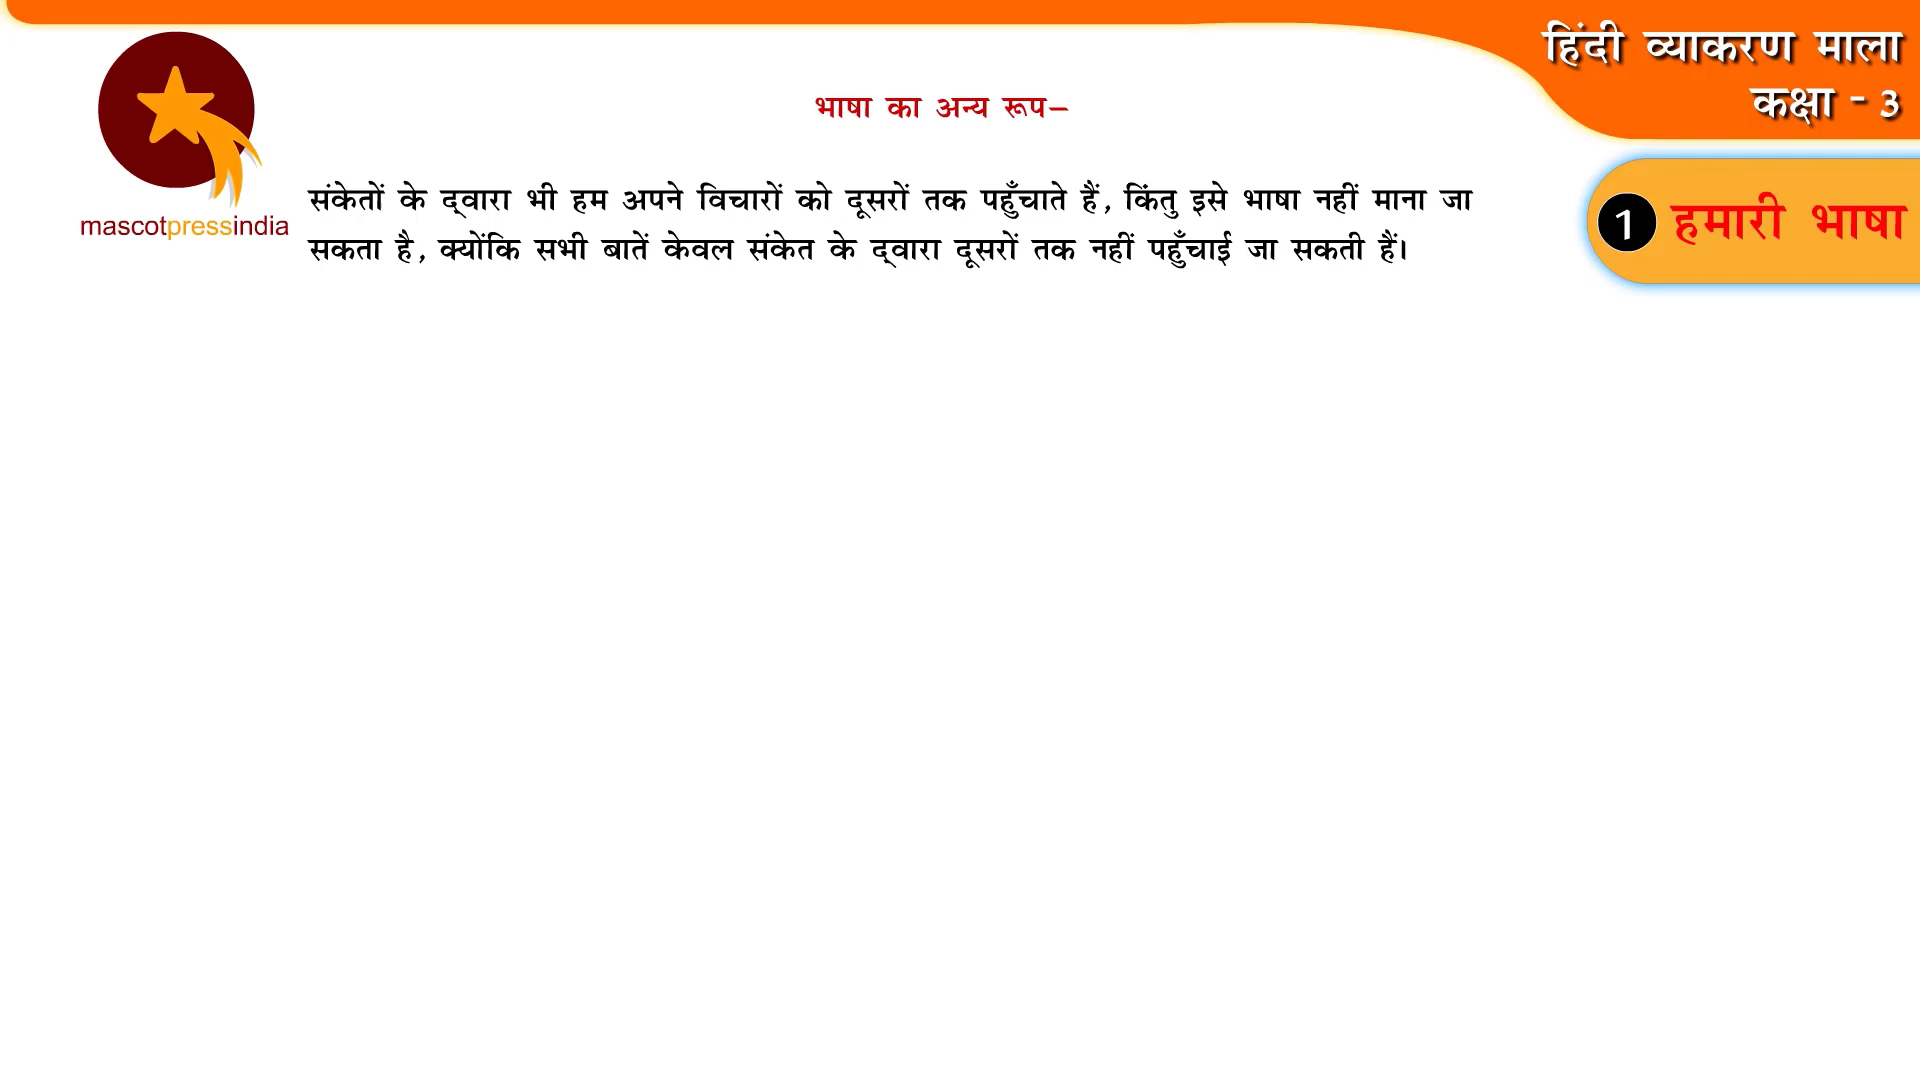 हिंदी व्याकरण माला
कक्षा - 3
mascotpressindia
1 हमारी भाषा
भाषा का अन्य रूप–
संकेतों के द्‌वारा भी हम अपने विचारों को दूसरों तक पहुँचाते हैं, किंतु इसे भाषा नहीं माना जा
सकता है, क्योंकि सभी बातें केवल संकेत के द्‌वारा दूसरों तक नहीं पहुँचाई जा सकती हैं।